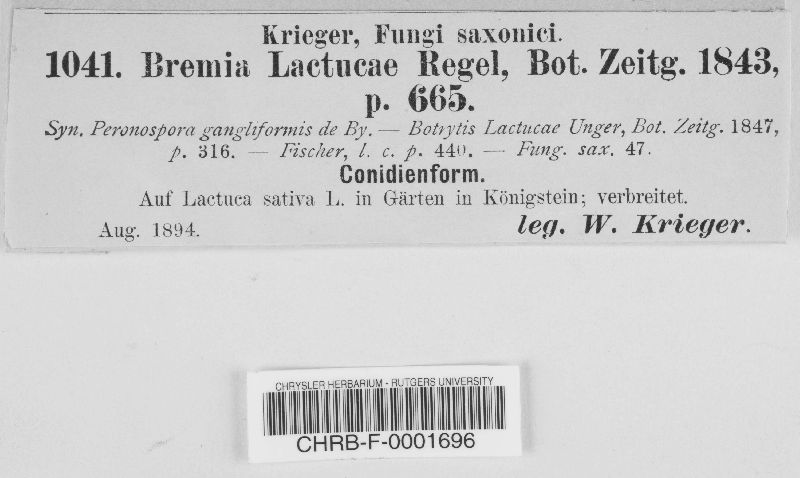 Krieger, Fungi saxonici.
1041. Bremia Lactucae Regel, Bot. Zeitg. 1843,
p. 665.
Syn. Peronospora gangliformis de By. — Botrytis Lactucae Unger, Bot. Zeitg. 1847,
p. 316. — Fischer, l. c. p. 440. — Fung. sax. 47.
Conidienform.
Auf Lactuca sativa L. in Gärten in Königstein; verbreitet.
Aug. 1894. leg. W. Krieger.
CHRYSLER HERBARIUM - RUTGERS UNIVERSITY
CHRB-F-0001696